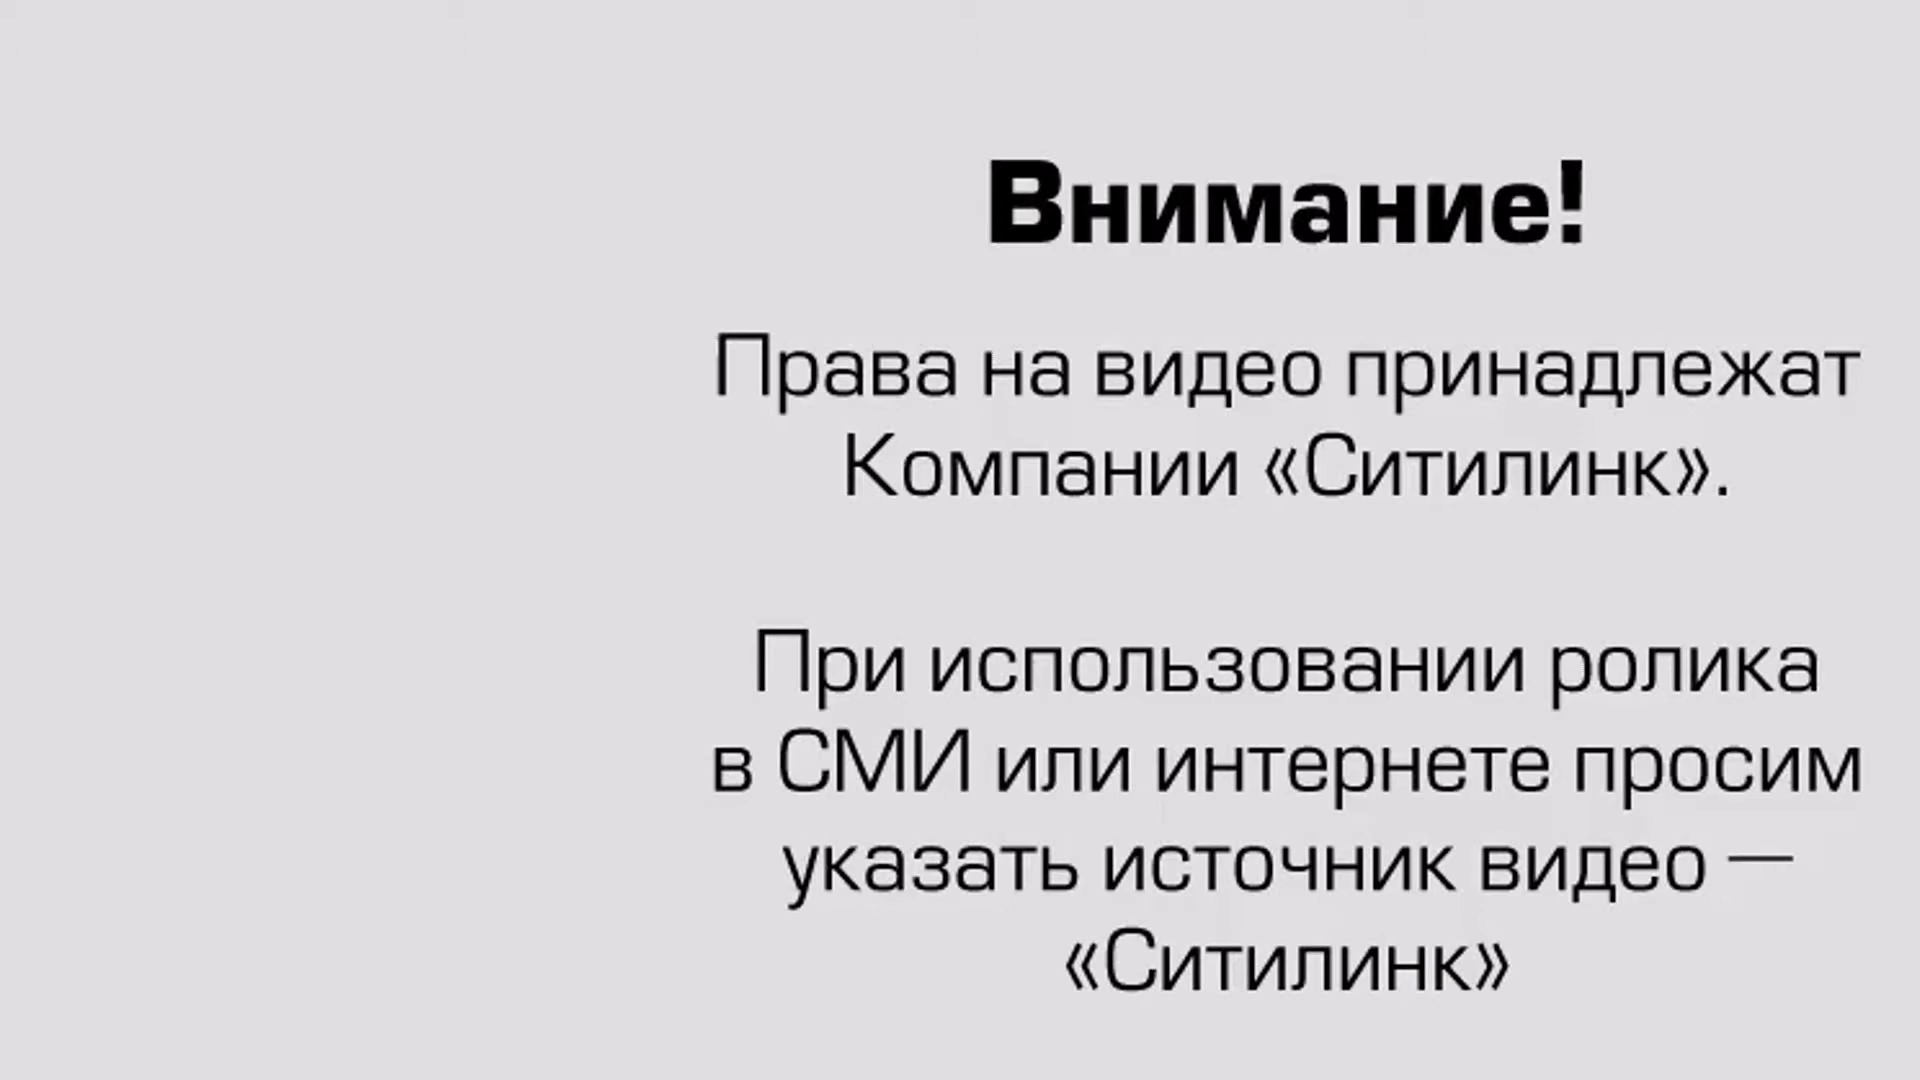 Внимание!
Права на видео принадлежат
Компании «Ситилинк».
При использовании ролика
в СМИ или интернете просим
указать источник видео —
«Ситилинк»